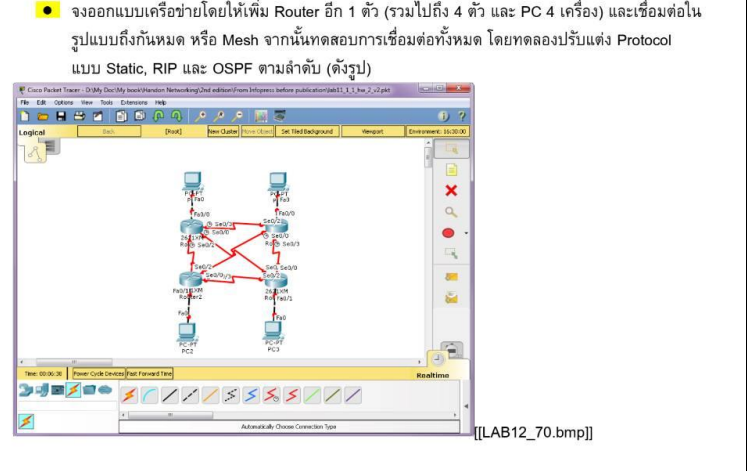 จงออกแบบเครือข่ายโดยให้เพิ่ม Router อีก 1 ตัว (รวมไปถึง 4 ตัว และ PC 4 เครื่อง) และเชื่อมต่อใน
รูปแบบถึงกันหมด หรือ Mesh จากนั้นทดสอบการเชื่อมต่อทั้งหมด โดยทดลองปรับแต่ง Protocol
แบบ Static, RIP และ OSPF ตามลำดับ (ดังรูป)
Cisco Packet Tracer - D:\My Doc\My book\Handon Networking\2nd edition\From Infopress before publication\lab11_1_1_hw_2_v2.pkt
File Edit Options View Tools Extensions Help
Logical Back [Root] New Cluster Move Object Set Tiled Background Viewport Environment: 16:30:00
PC-PT PC-PT
Fa0 Fa0
Fa0/0 Fa0/0
Se0/3 Se0/2
Se0/0 Se0/0
Se0/2 Se0/3
Se0/2 Se0/0
Se0/0 Se0/2
Fa0/1 Fa0/1
Router2
Fa0 Fa0
PC-PT PC-PT
PC2 PC3
Time: 00:06:30 Power Cycle Devices Fast Forward Time Realtime
Automatically Choose Connection Type
[[LAB12_70.bmp]]